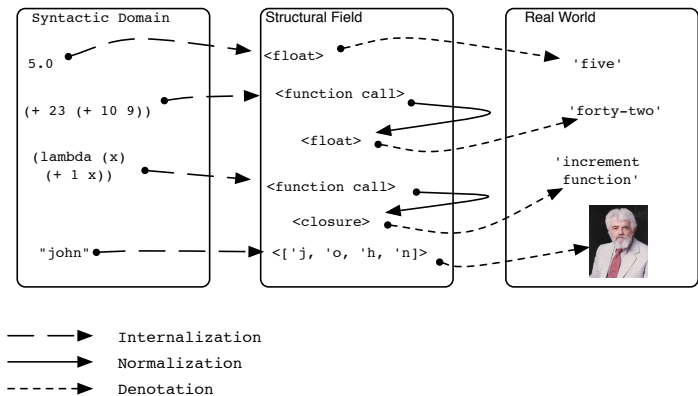 Syntactic Domain
Structural Field
Real World
5.0
<float>
'five'
(+ 23 (+ 10 9))
<function call>
'forty-two'
<float>
(lambda (x)
(+ 1 x))
<function call>
'increment
function'
<closure>
"john"
<['j, 'o, 'h, 'n]>
Internalization
Normalization
Denotation